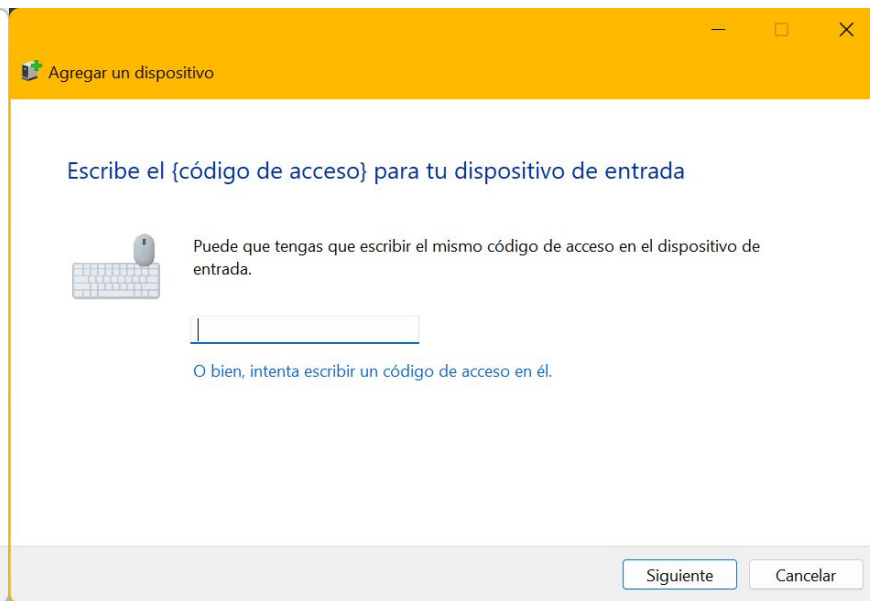 Agregar un dispositivo
Escribe el {código de acceso} para tu dispositivo de entrada
Puede que tengas que escribir el mismo código de acceso en el dispositivo de
entrada.
O bien, intenta escribir un código de acceso en él.
Siguiente
Cancelar